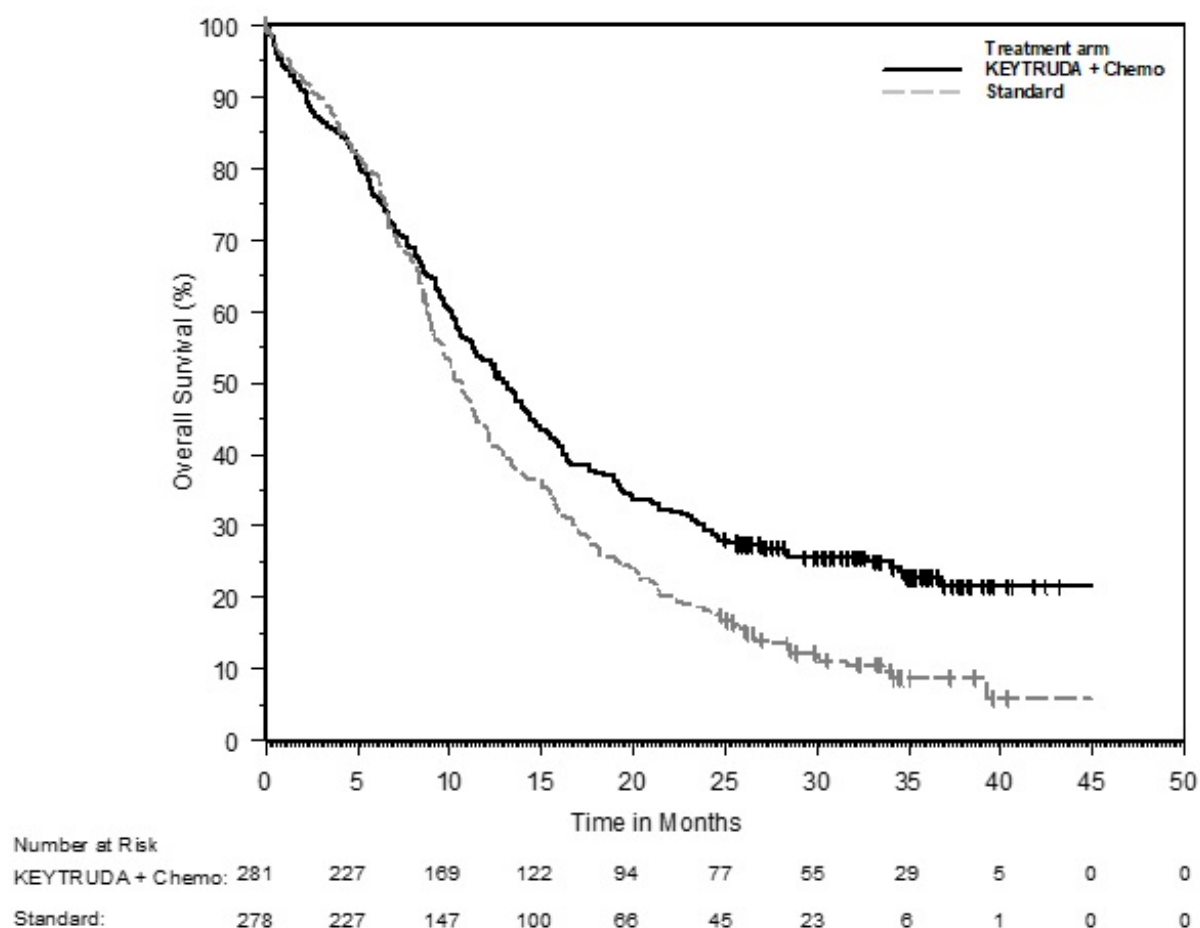 Treatment arm
KEYTRUDA + Chemo
Standard
Overall Survival (%)
100
90
80
70
60
50
40
30
20
10
0
0 5 10 15 20 25 30 35 40 45 50
Time in Months
Number at Risk
KEYTRUDA + Chemo: 281 227 169 122 94 77 55 29 5 0 0
Standard: 278 227 147 100 66 45 23 6 1 0 0